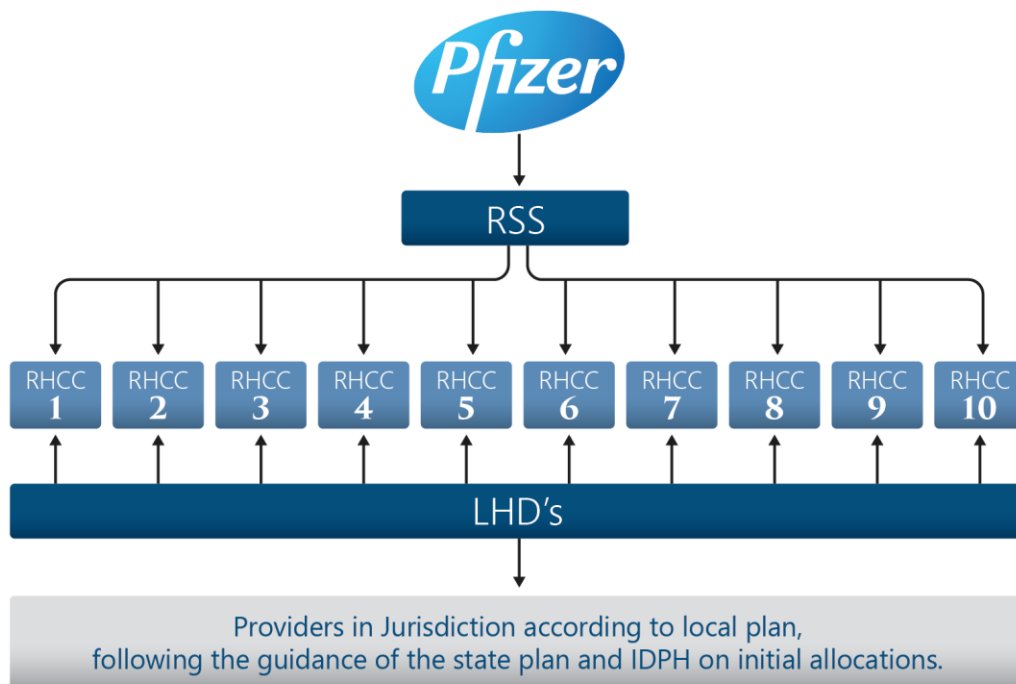 Pfizer
RSS
RHCC
1
RHCC
2
RHCC
3
RHCC
4
RHCC
5
RHCC
6
RHCC
7
RHCC
8
RHCC
9
RHCC
10
LHD's
Providers in Jurisdiction according to local plan,
following the guidance of the state plan and IDPH on initial allocations.